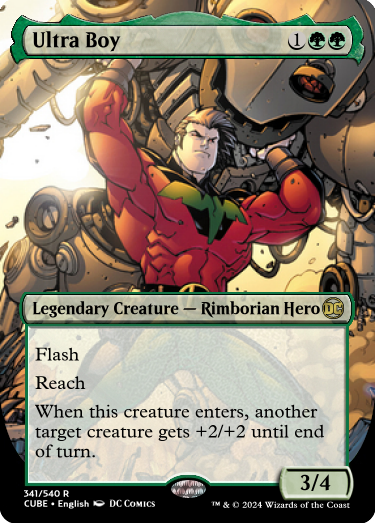 Ultra Boy 1
Legendary Creature — Rimborian Hero DC
Flash
Reach
When this creature enters, another
target creature gets +2/+2 until end
of turn.
3/4
341/540 R
CUBE • English DC COMICS
™ & © 2024 Wizards of the Coast